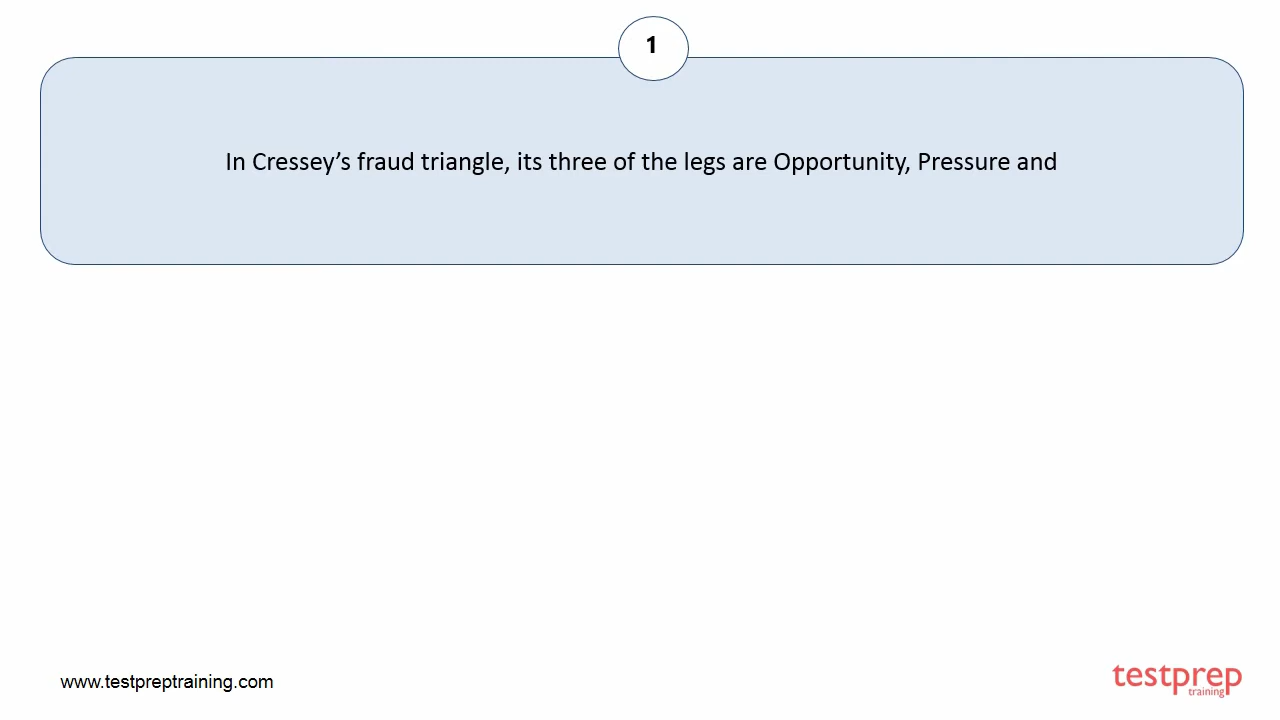 1
In Cressey’s fraud triangle, its three of the legs are Opportunity, Pressure and
www.testpreptraining.com
testprep
training